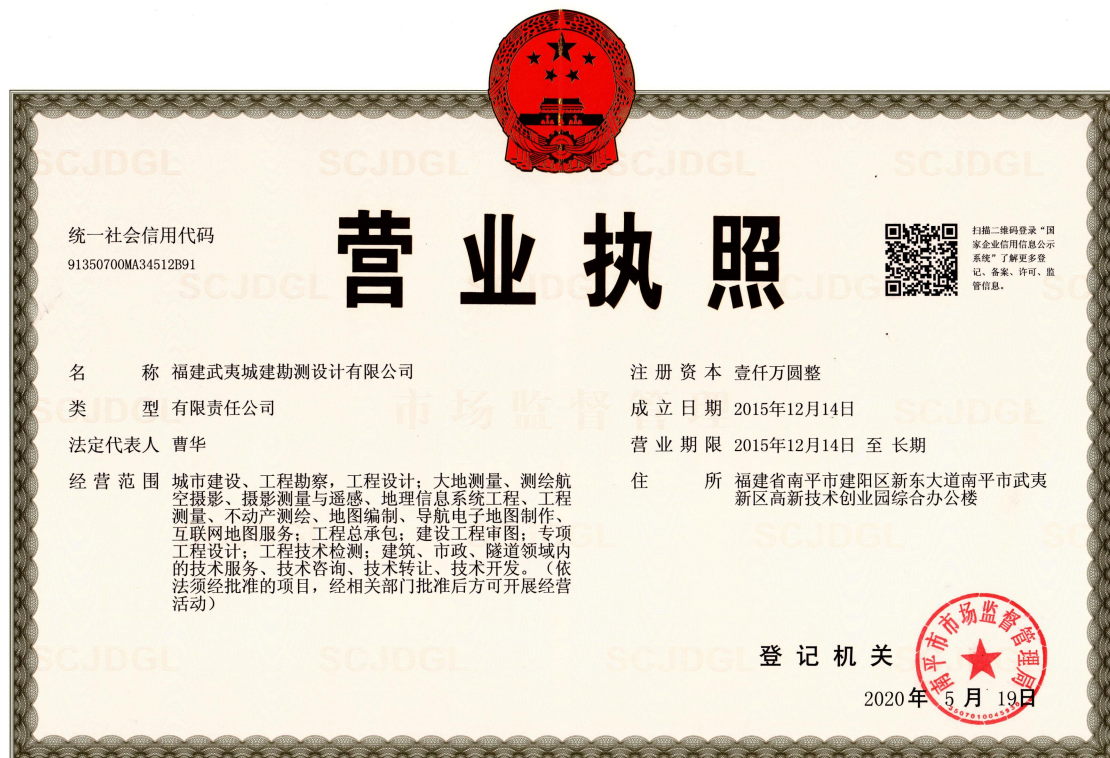 营业执照
统一社会信用代码
91350700MA34512B91
扫描二维码登录“国
家企业信用信息公示
系统”了解更多登
记、备案、许可、监
管信息。
名称 福建武夷城建勘测设计有限公司
类型 有限责任公司
法定代表人 曹华
经营范围 城市建设、工程勘察，工程设计；大地测量、测绘航
空摄影、摄影测量与遥感、地理信息系统工程、工程
测量、不动产测绘、地图编制、导航电子地图制作、
互联网地图服务；工程总承包；建设工程审图；专项
工程设计；工程技术检测；建筑、市政、隧道领域内
的技术服务、技术咨询、技术转让、技术开发。（依
法须经批准的项目，经相关部门批准后方可开展经营
活动）
注册资本 壹仟万圆整
成立日期 2015年12月14日
营业期限 2015年12月14日 至 长期
住所 福建省南平市建阳区新东大道南平市武夷
新区高新技术创业园综合办公楼
登记机关
南平市市场监督管理局
2020年 5月 19日
SCJDGL
市场监督管理